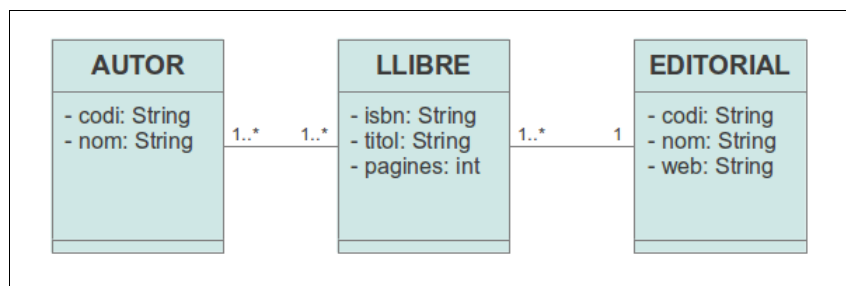 AUTOR
- codi: String
- nom: String
1..*
1..*
LLIBRE
- isbn: String
- titol: String
- pagines: int
1..*
1
EDITORIAL
- codi: String
- nom: String
- web: String